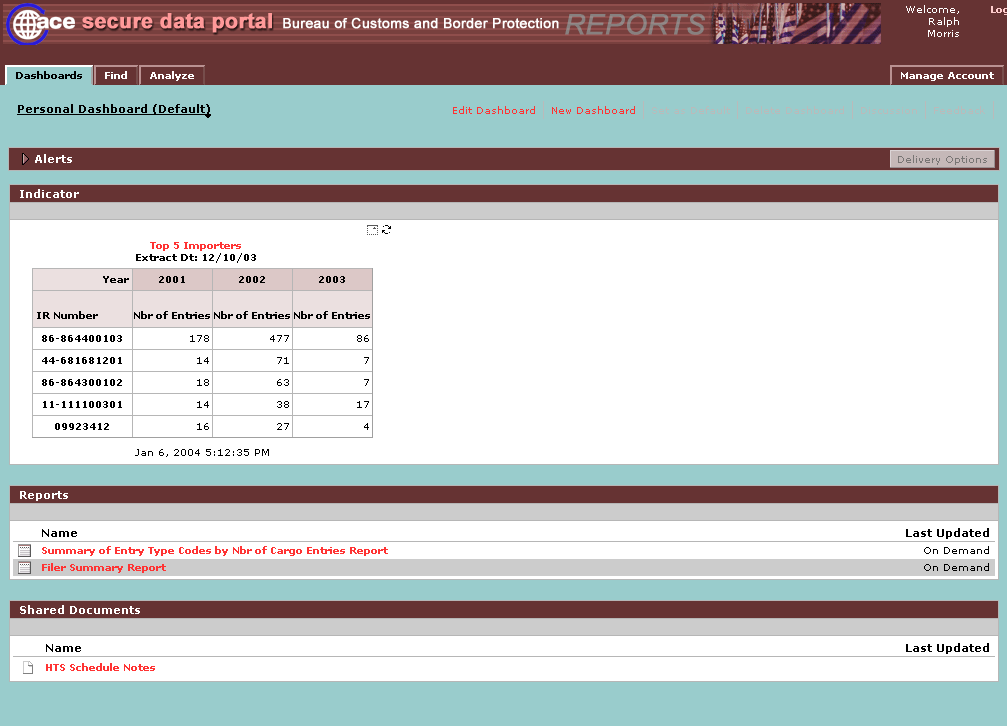 ace secure data portal Bureau of Customs and Border Protection REPORTS
Welcome,
Ralph
Morris
Log
Dashboards Find Analyze Manage Account
Personal Dashboard (Default)
Edit Dashboard New Dashboard
Alerts Delivery Options
Indicator
Top 5 Importers
Extract Dt: 12/10/03
Year 2001 2002 2003
IR Number Nbr of Entries Nbr of Entries Nbr of Entries
86-864400103 178 477 86
44-681681201 14 71 7
86-864300102 18 63 7
11-111100301 14 38 17
09923412 16 27 4
Jan 6, 2004 5:12:35 PM
Reports
Name Last Updated
Summary of Entry Type Codes by Nbr of Cargo Entries Report On Demand
Filer Summary Report On Demand
Shared Documents
Name Last Updated
HTS Schedule Notes